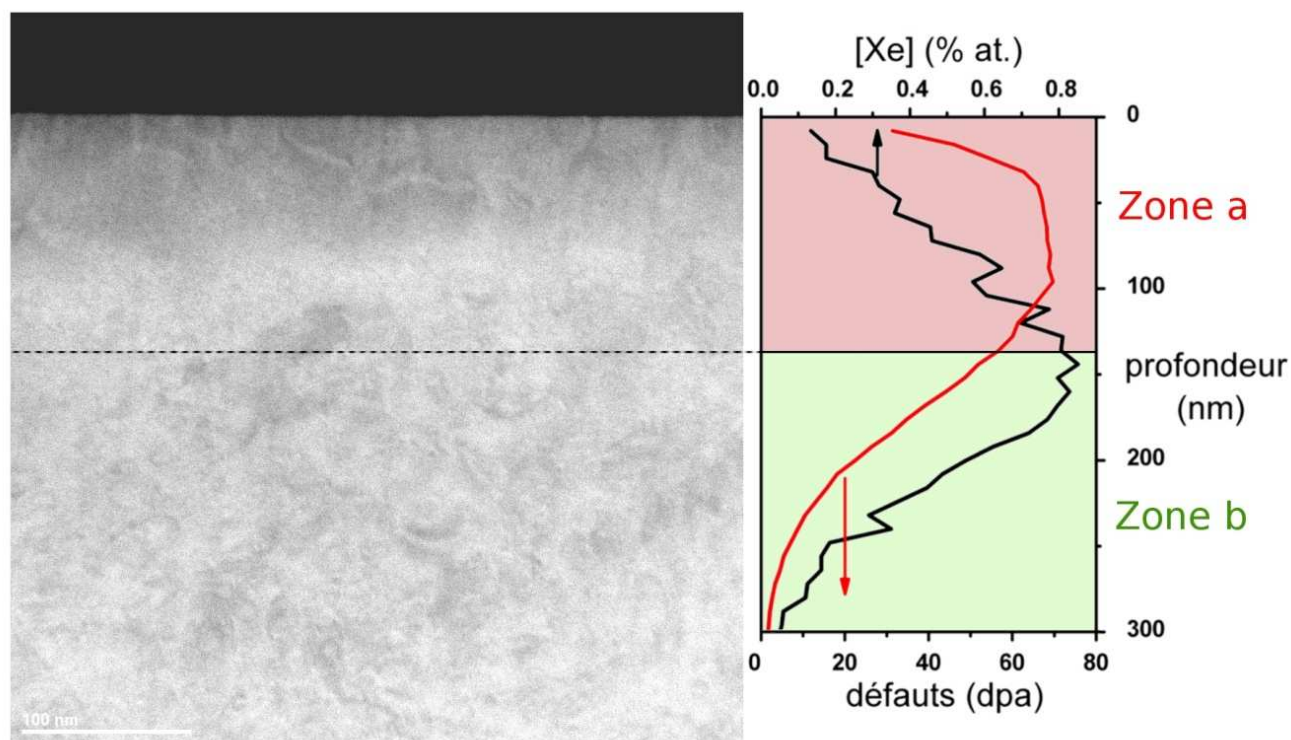 [Xe] (% at.)
0.0 0.2 0.4 0.6 0.8
0
Zone a
100
profondeur
(nm)
200
Zone b
300
0 20 40 60 80
défauts (dpa)
100 nm